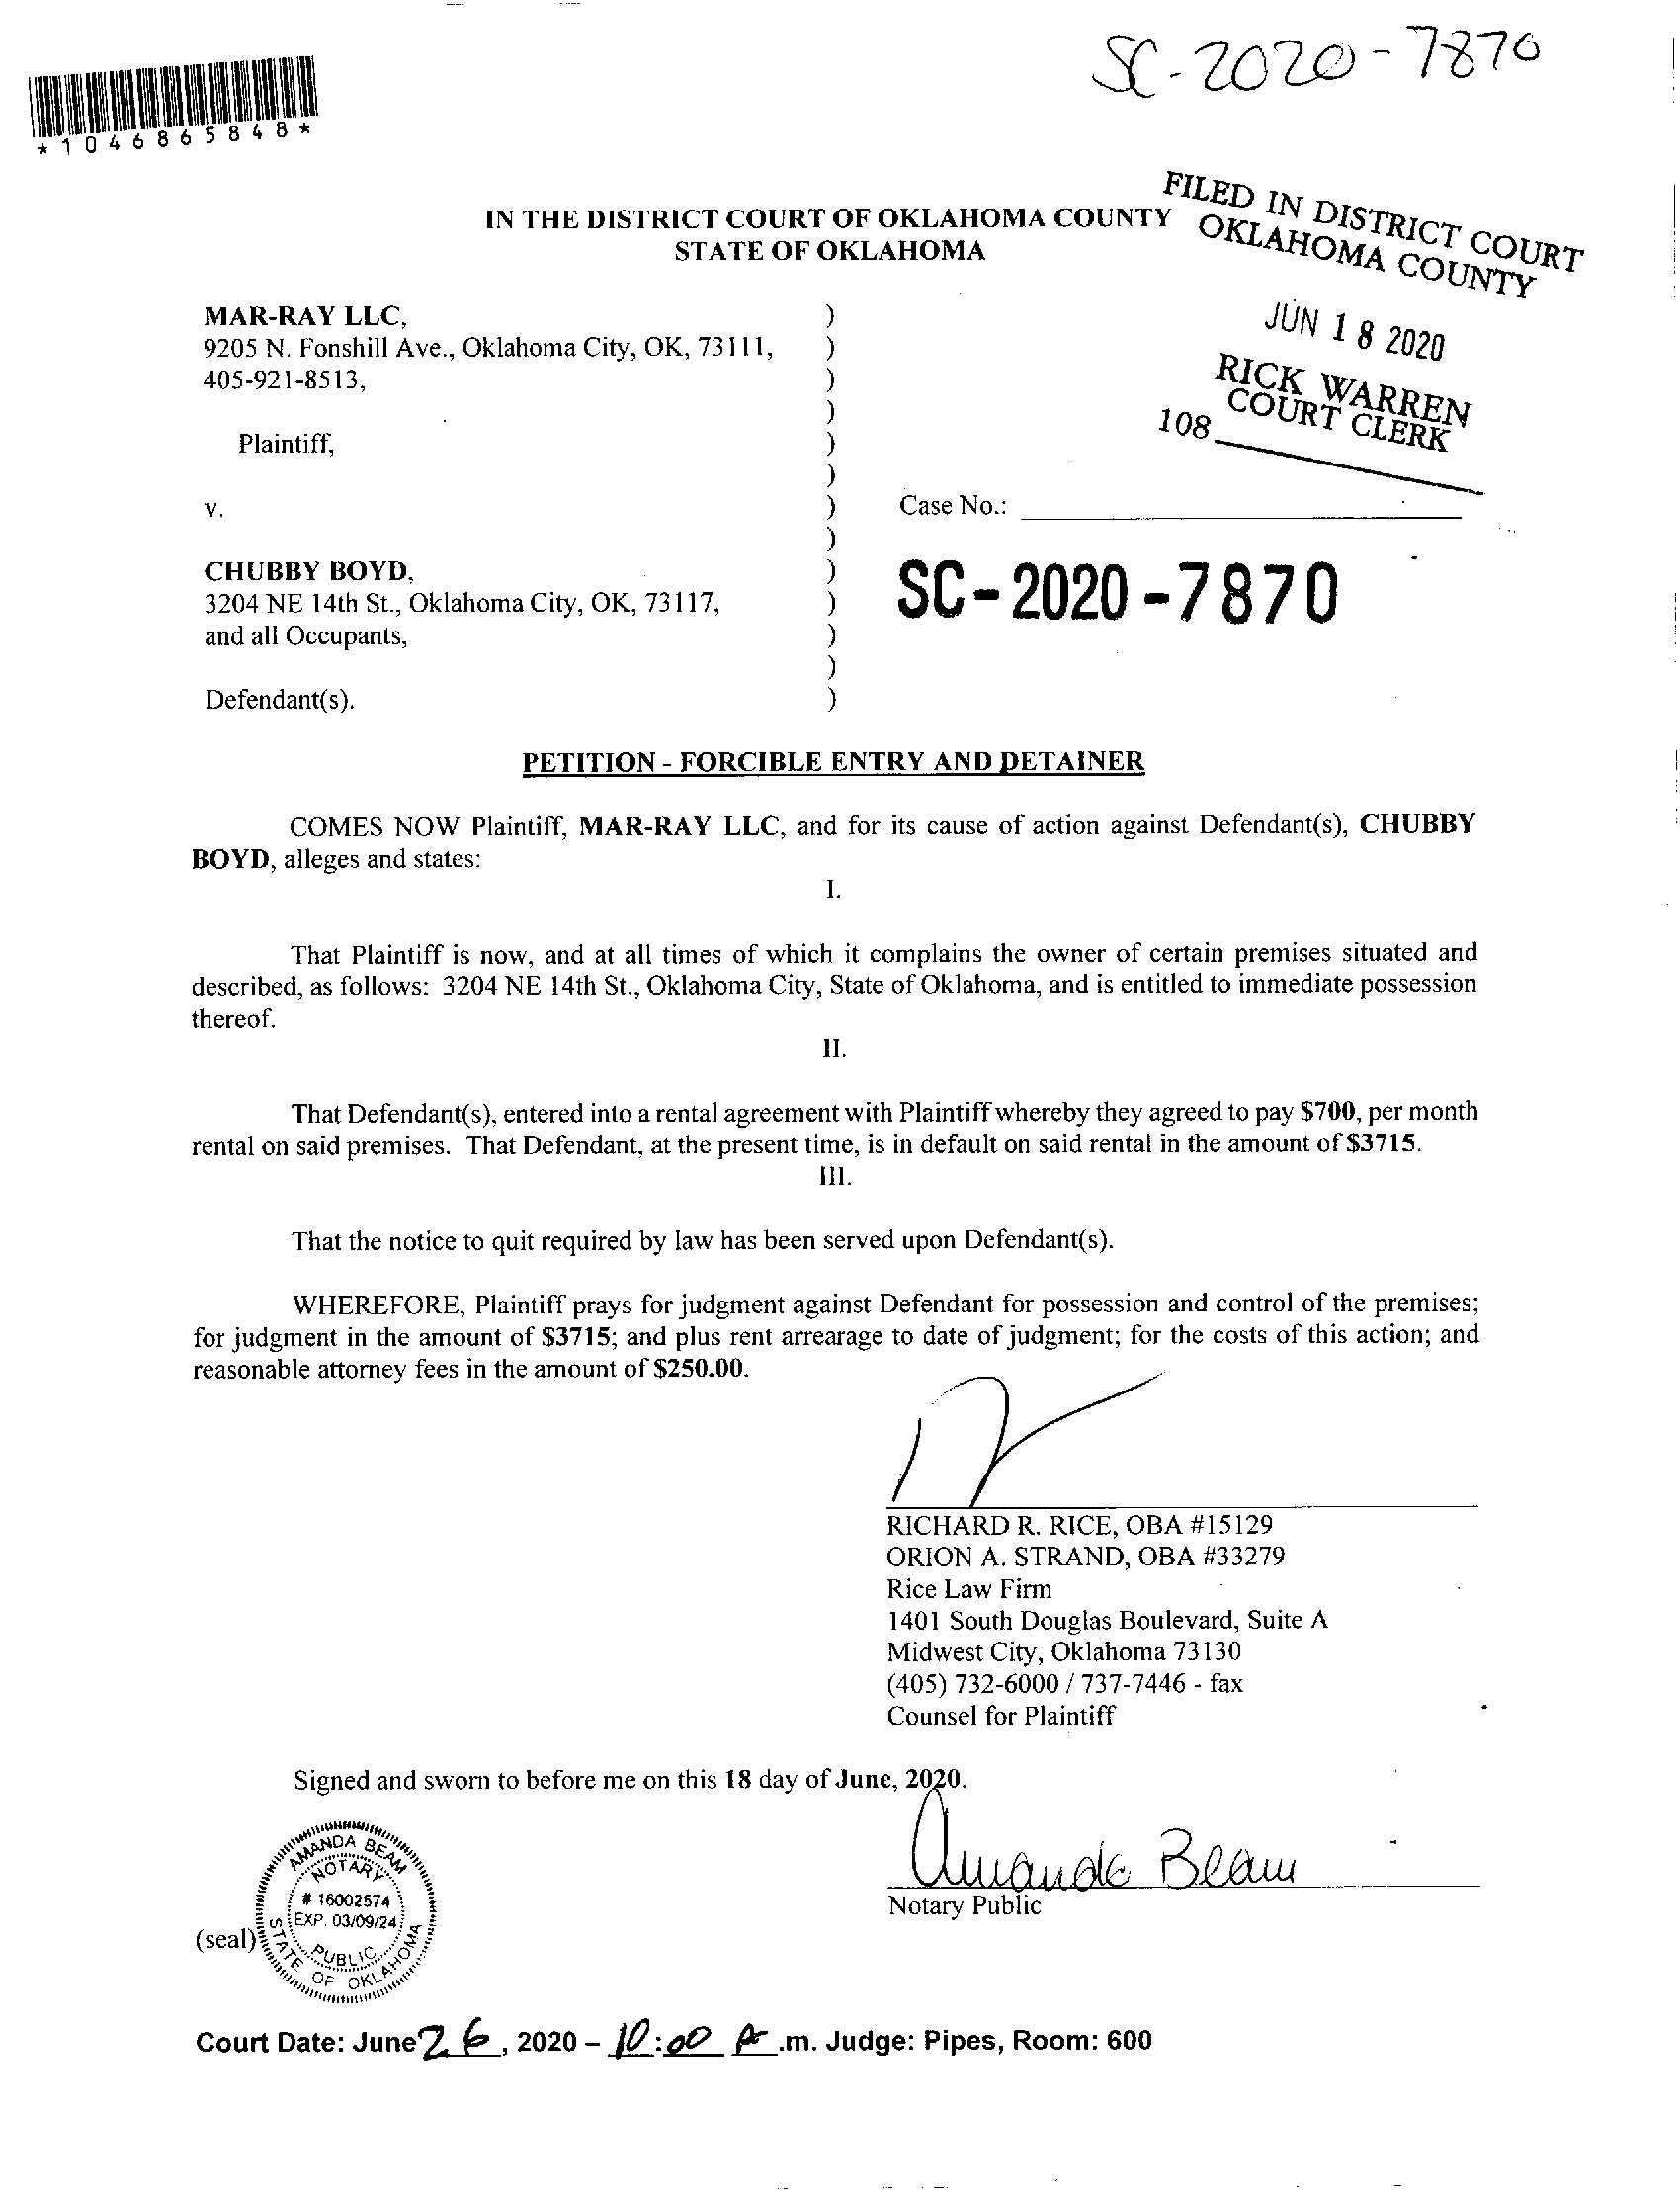 SC-2020-7870
*1046865848*
FILED IN DISTRICT COURT
OKLAHOMA COUNTY
JUN 18 2020
RICK WARREN
COURT CLERK
108
IN THE DISTRICT COURT OF OKLAHOMA COUNTY
STATE OF OKLAHOMA
MAR-RAY LLC, )
9205 N. Fonshill Ave., Oklahoma City, OK, 73111, )
405-921-8513, )
)
Plaintiff, )
)
v. ) Case No.:
)
CHUBBY BOYD, )
3204 NE 14th St., Oklahoma City, OK, 73117, ) SC-2020-7870
and all Occupants, )
)
Defendant(s). )
PETITION - FORCIBLE ENTRY AND DETAINER
COMES NOW Plaintiff, MAR-RAY LLC, and for its cause of action against Defendant(s), CHUBBY
BOYD, alleges and states:
I.
That Plaintiff is now, and at all times of which it complains the owner of certain premises situated and
described, as follows: 3204 NE 14th St., Oklahoma City, State of Oklahoma, and is entitled to immediate possession
thereof.
II.
That Defendant(s), entered into a rental agreement with Plaintiff whereby they agreed to pay $700, per month
rental on said premises. That Defendant, at the present time, is in default on said rental in the amount of $3715.
III.
That the notice to quit required by law has been served upon Defendant(s).
WHEREFORE, Plaintiff prays for judgment against Defendant for possession and control of the premises;
for judgment in the amount of $3715; and plus rent arrearage to date of judgment; for the costs of this action; and
reasonable attorney fees in the amount of $250.00.
RICHARD R. RICE, OBA #15129
ORION A. STRAND, OBA #33279
Rice Law Firm
1401 South Douglas Boulevard, Suite A
Midwest City, Oklahoma 73130
(405) 732-6000 / 737-7446 - fax
Counsel for Plaintiff
Signed and sworn to before me on this 18 day of June, 2020.
Amanda Beam
Notary Public
AMANDA BEAM
NOTARY
# 16002574
EXP. 03/09/24
PUBLIC
STATE OF OKLAHOMA
(seal)
Court Date: June 26, 2020 – 10:00 A.m. Judge: Pipes, Room: 600